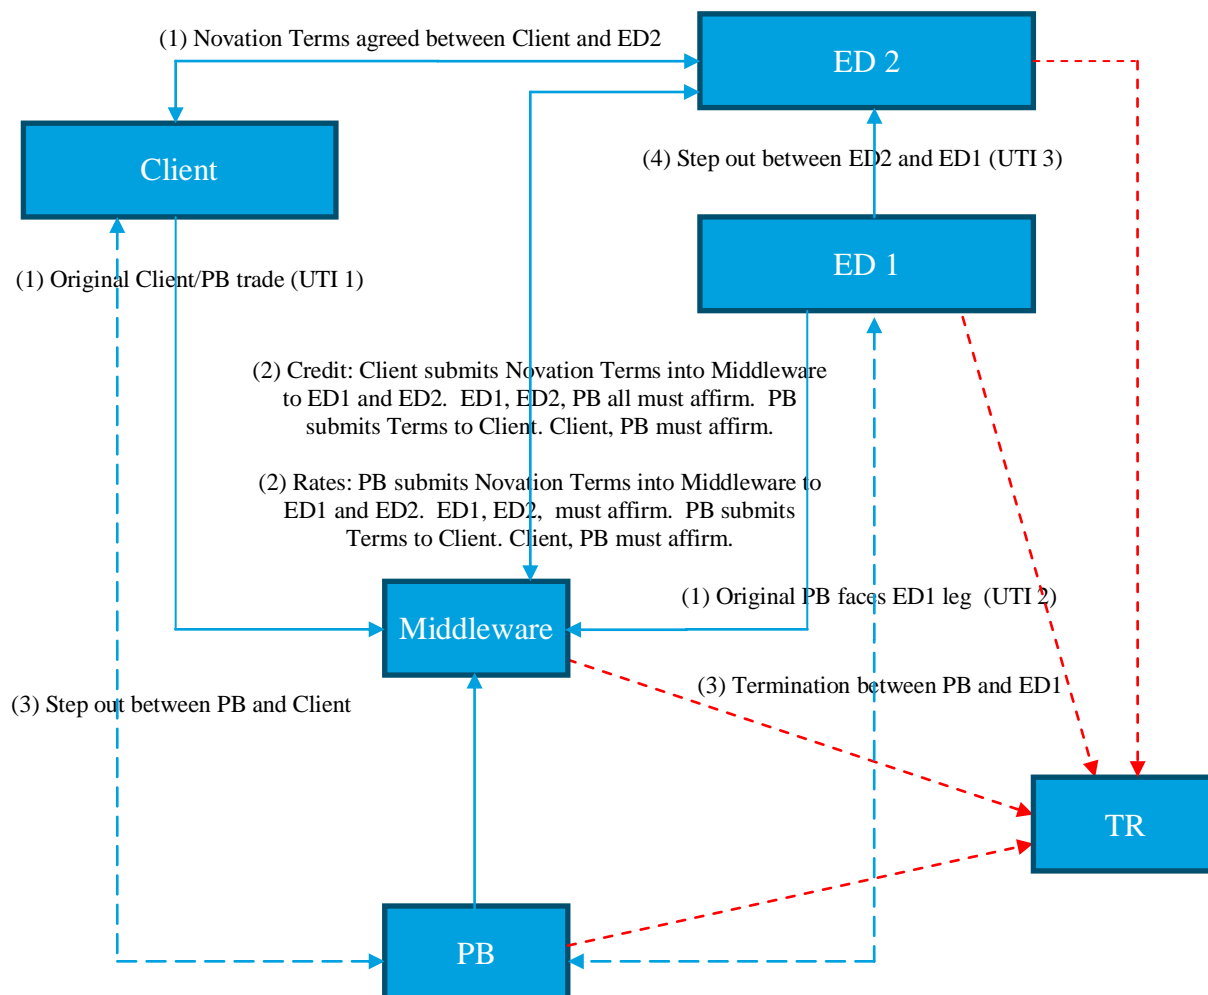 (1) Novation Terms agreed between Client and ED2
ED 2
Client
(4) Step out between ED2 and ED1 (UTI 3)
(1) Original Client/PB trade (UTI 1)
ED 1
(2) Credit: Client submits Novation Terms into Middleware
to ED1 and ED2.  ED1, ED2, PB all must affirm.  PB
submits Terms to Client. Client, PB must affirm.
(2) Rates: PB submits Novation Terms into Middleware to
ED1 and ED2.  ED1, ED2,  must affirm.  PB submits
Terms to Client. Client, PB must affirm.
(1) Original PB faces ED1 leg  (UTI 2)
Middleware
(3) Step out between PB and Client
(3) Termination between PB and ED1
TR
PB